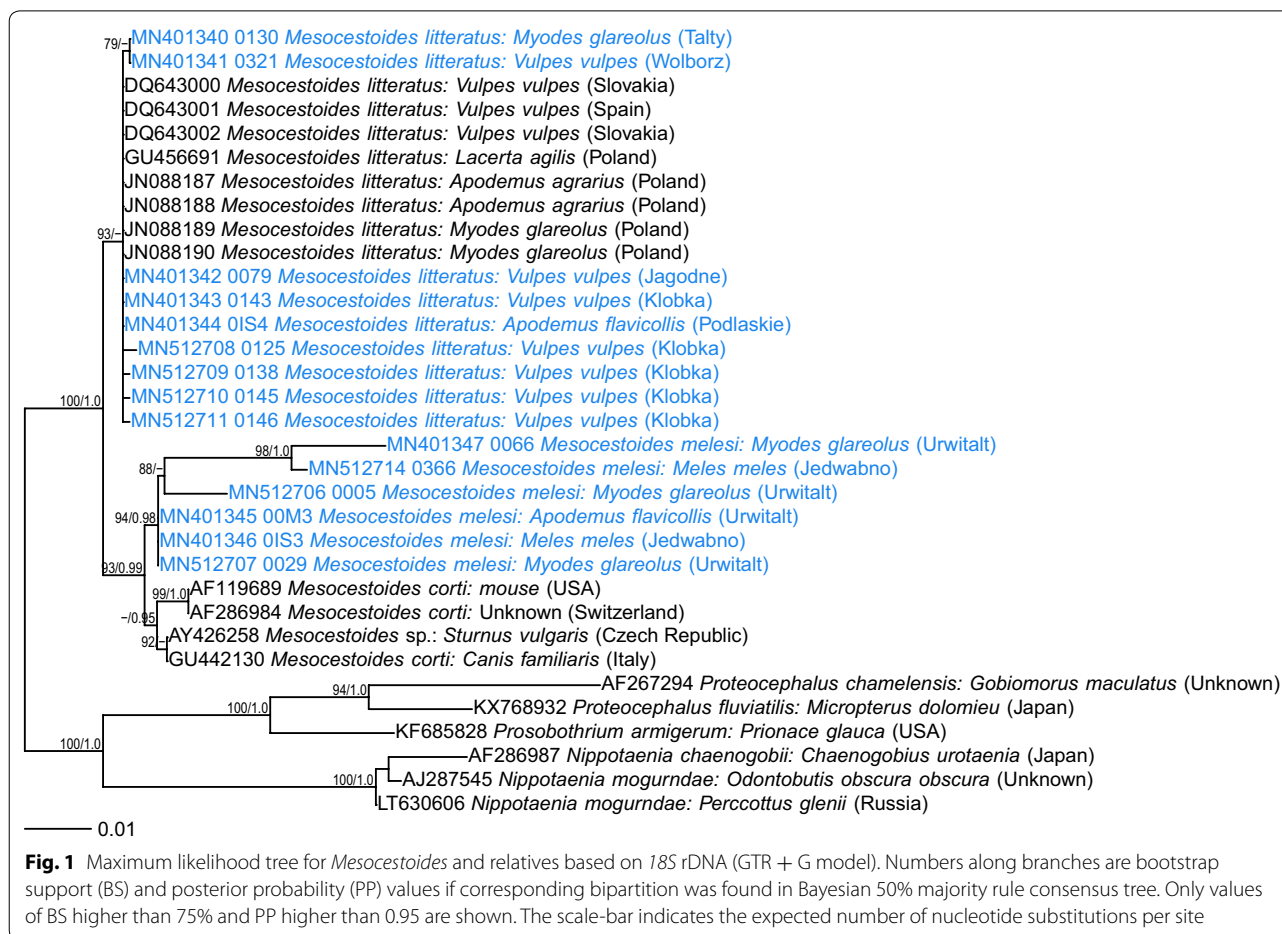 79/–
MN401340 0130 Mesocestoides litteratus: Myodes glareolus (Talty)
MN401341 0321 Mesocestoides litteratus: Vulpes vulpes (Wolborz)
DQ643000 Mesocestoides litteratus: Vulpes vulpes (Slovakia)
DQ643001 Mesocestoides litteratus: Vulpes vulpes (Spain)
DQ643002 Mesocestoides litteratus: Vulpes vulpes (Slovakia)
GU456691 Mesocestoides litteratus: Lacerta agilis (Poland)
JN088187 Mesocestoides litteratus: Apodemus agrarius (Poland)
JN088188 Mesocestoides litteratus: Apodemus agrarius (Poland)
93/–
JN088189 Mesocestoides litteratus: Myodes glareolus (Poland)
JN088190 Mesocestoides litteratus: Myodes glareolus (Poland)
MN401342 0079 Mesocestoides litteratus: Vulpes vulpes (Jagodne)
MN401343 0143 Mesocestoides litteratus: Vulpes vulpes (Klobka)
MN401344 0IS4 Mesocestoides litteratus: Apodemus flavicollis (Podlaskie)
MN512708 0125 Mesocestoides litteratus: Vulpes vulpes (Klobka)
MN512709 0138 Mesocestoides litteratus: Vulpes vulpes (Klobka)
MN512710 0145 Mesocestoides litteratus: Vulpes vulpes (Klobka)
100/1.0
MN512711 0146 Mesocestoides litteratus: Vulpes vulpes (Klobka)
98/1.0
MN401347 0066 Mesocestoides melesi: Myodes glareolus (Urwitalt)
88/–
MN512714 0366 Mesocestoides melesi: Meles meles (Jedwabno)
MN512706 0005 Mesocestoides melesi: Myodes glareolus (Urwitalt)
94/0.98
MN401345 00M3 Mesocestoides melesi: Apodemus flavicollis (Urwitalt)
MN401346 0IS3 Mesocestoides melesi: Meles meles (Jedwabno)
93/0.99
MN512707 0029 Mesocestoides melesi: Myodes glareolus (Urwitalt)
99/1.0
AF119689 Mesocestoides corti: mouse (USA)
AF286984 Mesocestoides corti: Unknown (Switzerland)
–/0.95
AY426258 Mesocestoides sp.: Sturnus vulgaris (Czech Republic)
92/–
GU442130 Mesocestoides corti: Canis familiaris (Italy)
94/1.0
AF267294 Proteocephalus chamelensis: Gobiomorus maculatus (Unknown)
100/1.0
KX768932 Proteocephalus fluviatilis: Micropterus dolomieu (Japan)
KF685828 Prosobothrium armigerum: Prionace glauca (USA)
100/1.0
AF286987 Nippotaenia chaenogobii: Chaenogobius urotaenia (Japan)
100/1.0
AJ287545 Nippotaenia mogurndae: Odontobutis obscura obscura (Unknown)
LT630606 Nippotaenia mogurndae: Perccottus glenii (Russia)
0.01
Fig. 1 Maximum likelihood tree for Mesocestoides and relatives based on 18S rDNA (GTR + G model). Numbers along branches are bootstrap
support (BS) and posterior probability (PP) values if corresponding bipartition was found in Bayesian 50% majority rule consensus tree. Only values
of BS higher than 75% and PP higher than 0.95 are shown. The scale-bar indicates the expected number of nucleotide substitutions per site